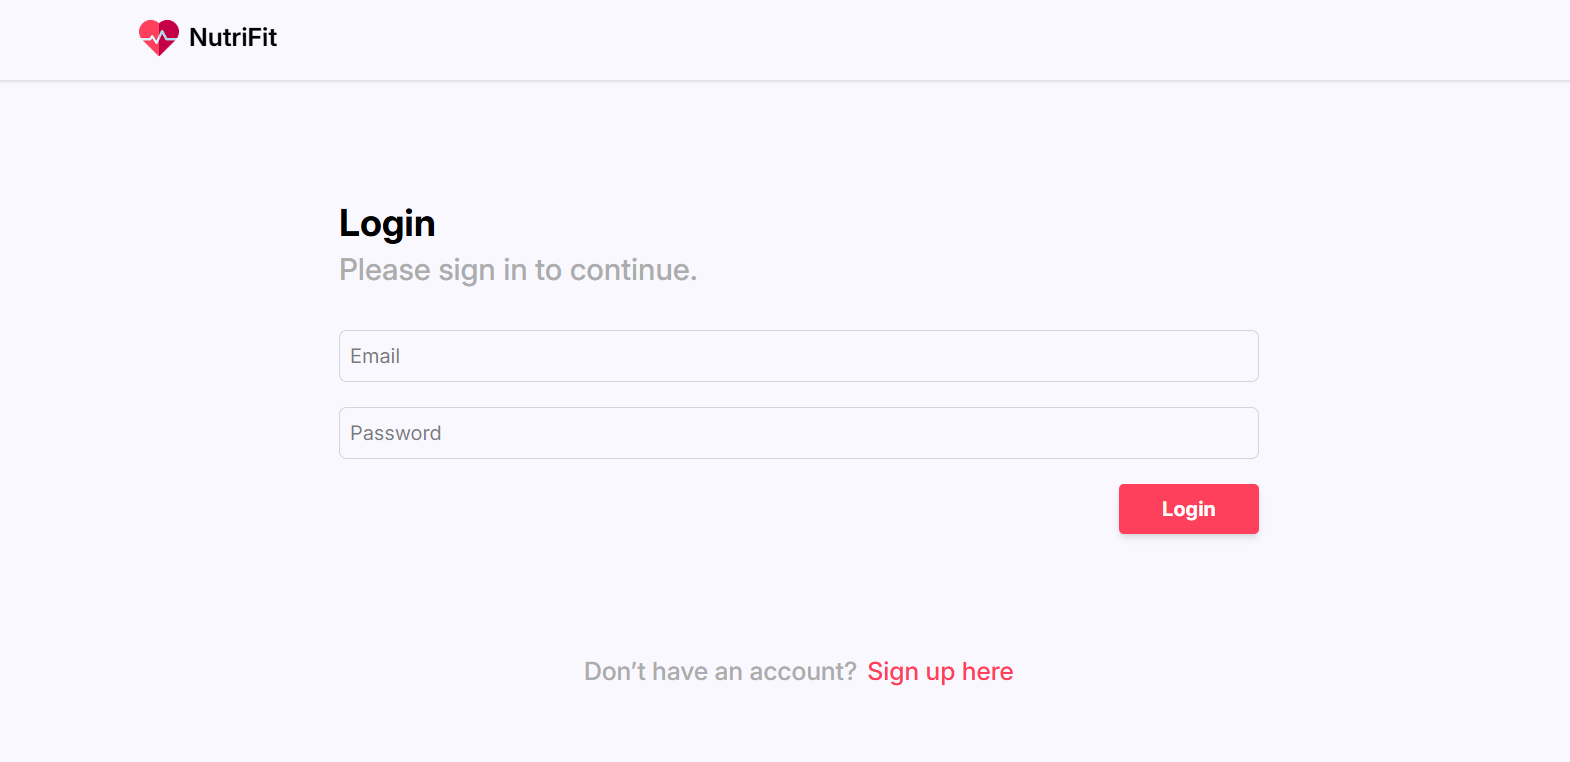 NutriFit
Login
Please sign in to continue.
Email
Password
Login
Don’t have an account? Sign up here